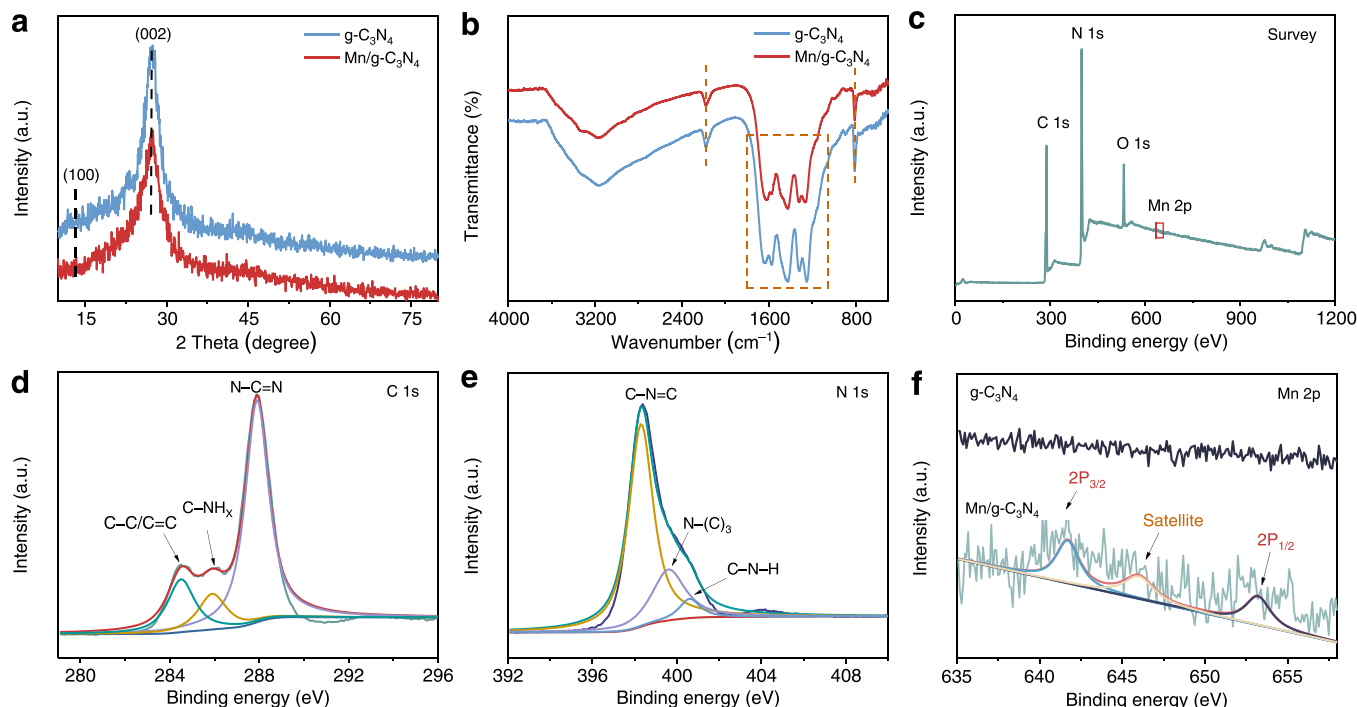 a
(002)
g-C₃N₄
Mn/g-C₃N₄
(100)
Intensity (a.u.)
15 30 45 60 75
2 Theta (degree)
b
g-C₃N₄
Mn/g-C₃N₄
Transmittance (%)
4000 3200 2400 1600 800
Wavenumber (cm⁻¹)
c
N 1s
Survey
C 1s
O 1s
Mn 2p
Intensity (a.u.)
0 300 600 900 1200
Binding energy (eV)
d
N–C=N
C 1s
C–NHX
C–C/C=C
Intensity (a.u.)
280 284 288 292 296
Binding energy (eV)
e
C–N=C
N 1s
N–(C)₃
C–N–H
Intensity (a.u.)
392 396 400 404 408
Binding energy (eV)
f
g-C₃N₄
Mn 2p
2P3/2
Mn/g-C₃N₄
Satellite
2P1/2
Intensity (a.u.)
635 640 645 650 655
Binding energy (eV)